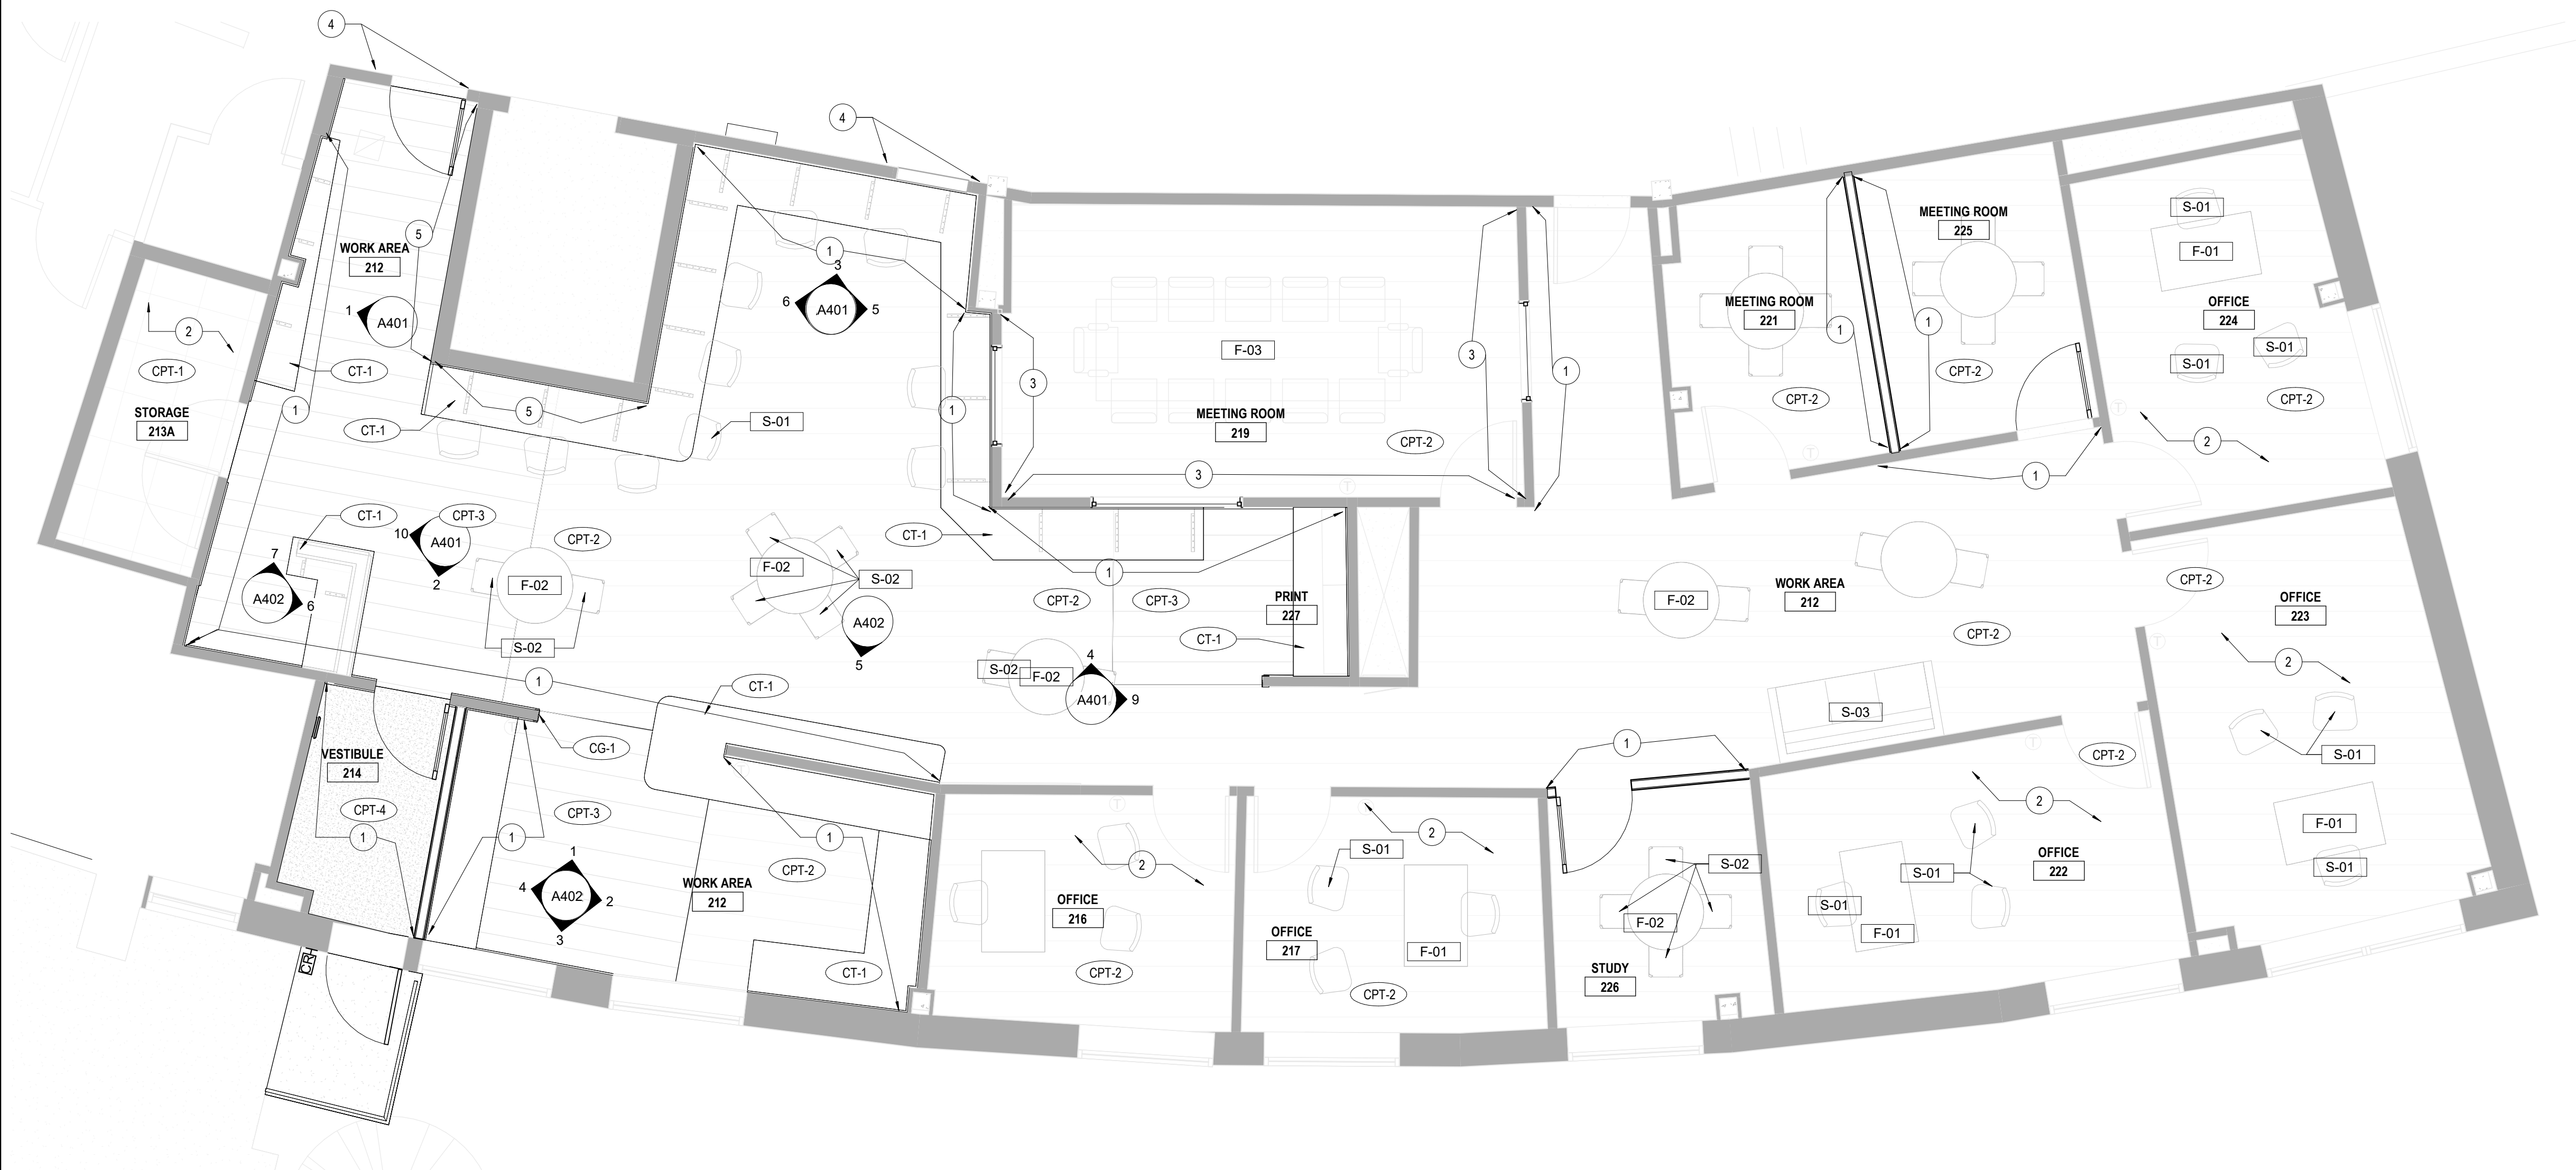 4
4
WORK AREA
212
5
1
A401
2
CPT-1
CT-1
STORAGE
213A
1
5
CT-1
1
3
6
A401
5
S-01
1
3
F-03
MEETING ROOM
219
CPT-2
3
3
1
MEETING ROOM
221
1
CPT-2
MEETING ROOM
225
1
CPT-2
1
S-01
F-01
OFFICE
224
S-01
S-01
CPT-2
2
CT-1
CPT-3
10
A401
2
CPT-2
7
A402
6
F-02
S-02
F-02
S-02
A402
5
CT-1
1
CPT-2
CPT-3
PRINT
227
CT-1
S-02
F-02
4
A401
9
F-02
WORK AREA
212
CPT-2
CPT-2
OFFICE
223
2
S-01
F-01
S-01
S-03
CPT-2
1
CT-1
CG-1
VESTIBULE
214
CPT-4
1
CPT-3
1
1
4
A402
2
3
WORK AREA
212
CPT-2
1
CT-1
CR
OFFICE
216
2
CPT-2
S-01
2
OFFICE
217
F-01
CPT-2
1
S-02
F-02
STUDY
226
2
S-01
S-01
F-01
OFFICE
222
T
T
T
T
T
T
T